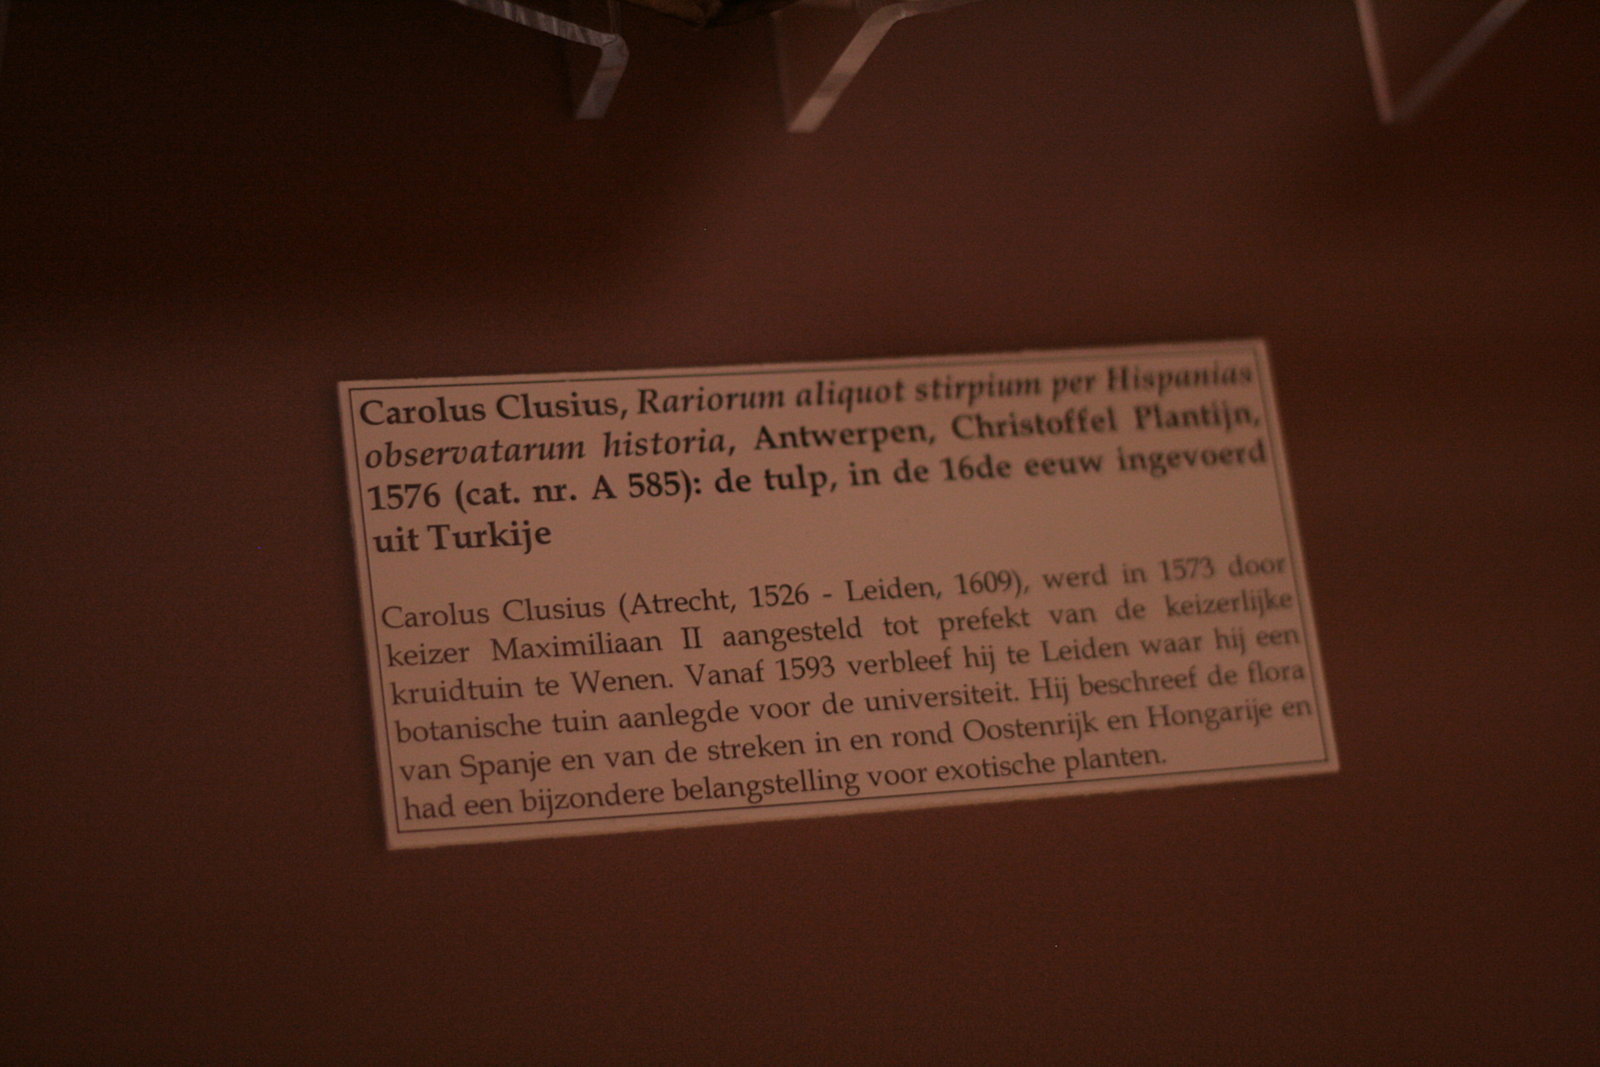 Carolus Clusius, Rariorum aliquot stirpium per Hispanias
observatarum historia, Antwerpen, Christoffel Plantijn,
1576 (cat. nr. A 585): de tulp, in de 16de eeuw ingevoerd
uit Turkije
Carolus Clusius (Atrecht, 1526 - Leiden, 1609), werd in 1573 door
keizer Maximiliaan II aangesteld tot prefekt van de keizerlijke
kruidtuin te Wenen. Vanaf 1593 verbleef hij te Leiden waar hij een
botanische tuin aanlegde voor de universiteit. Hij beschreef de flora
van Spanje en van de streken in en rond Oostenrijk en Hongarije en
had een bijzondere belangstelling voor exotische planten.